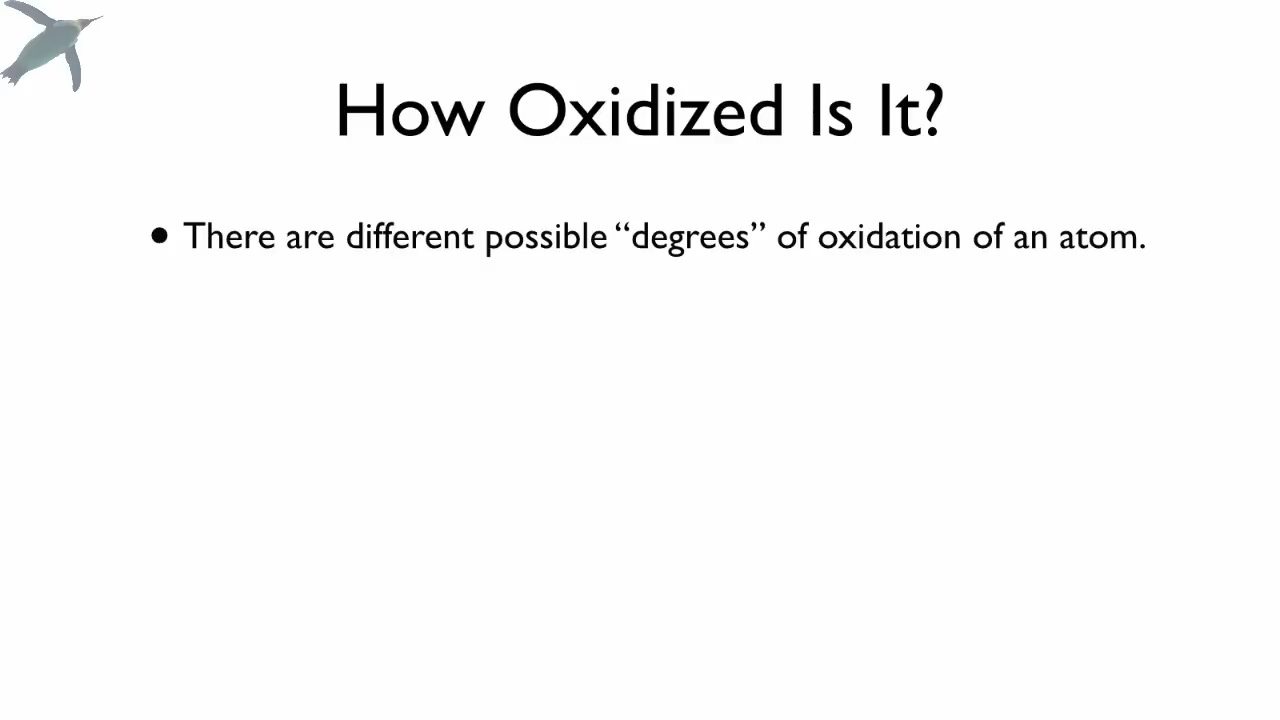 How Oxidized Is It?
• There are different possible “degrees” of oxidation of an atom.